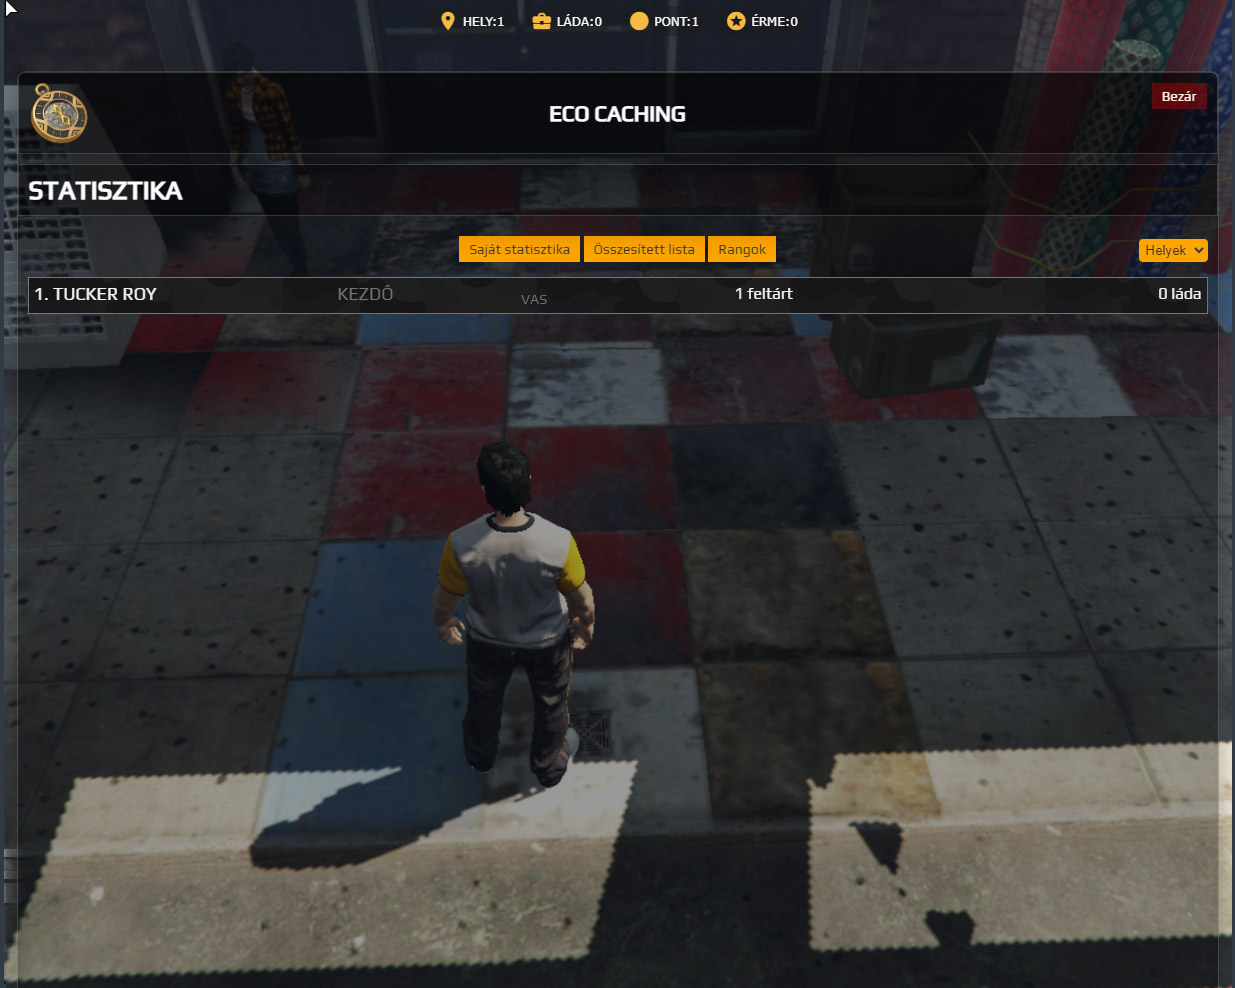 HELY:1 LÁDA:0 PONT:1 ÉRME:0
ECO CACHING
Bezár
STATISZTIKA
Saját statisztika Összesített lista Rangok Helyek
1. TUCKER ROY KEZDŐ VAS 1 feltárt 0 láda